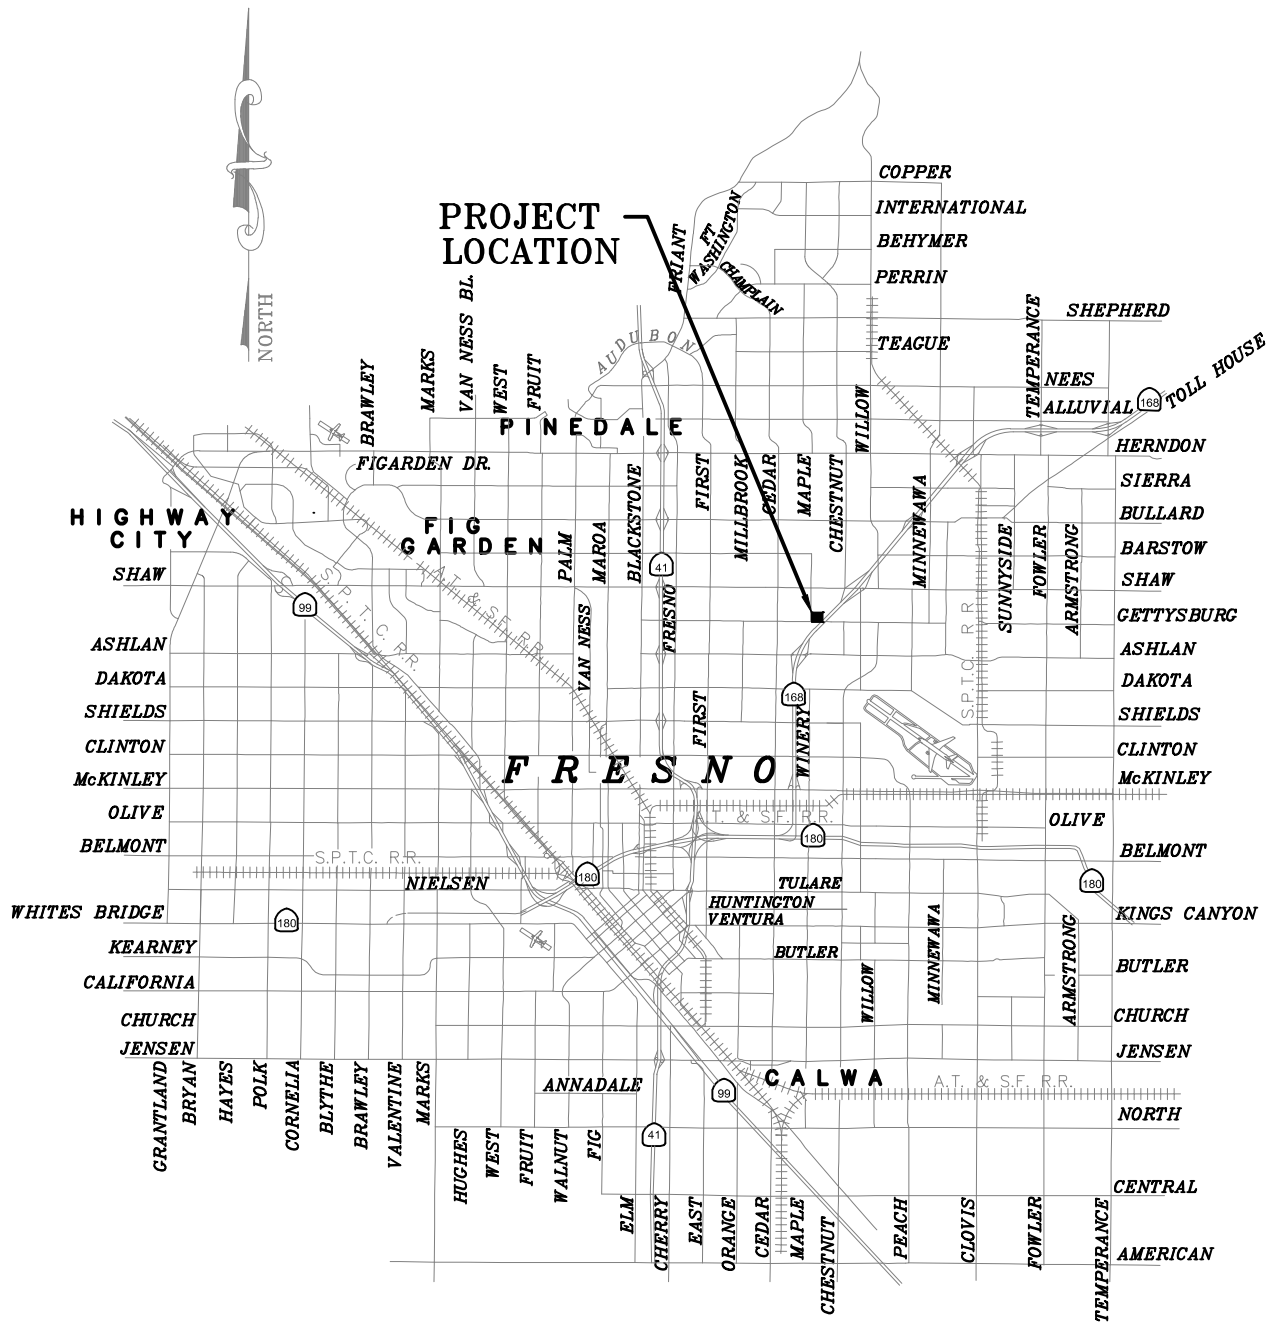 COPPER
INTERNATIONAL
BEHYMER
PERRIN
PROJECT
LOCATION
FRIANT
FT
WASHINGTON
CHAMPLAIN
NORTH
SHEPHERD
TEAGUE
TEMPERANCE
NEES
ALLUVIAL
168
TOLL HOUSE
AUDUBON
BRAWLEY
MARKS
VAN NESS BL.
WEST
FRUIT
WILLOW
PINEDALE
HERNDON
FIGARDEN DR.
SIERRA
BULLARD
BARSTOW
SHAW
GETTYSBURG
ASHLAN
DAKOTA
SHIELDS
CLINTON
McKINLEY
OLIVE
BELMONT
KINGS CANYON
BUTLER
CHURCH
JENSEN
NORTH
CENTRAL
AMERICAN
HIGHWAY
CITY
FIG
GARDEN
PALM
MAROA
BLACKSTONE
FIRST
MILLBROOK
CEDAR
MAPLE
CHESTNUT
MINNEWAWA
SUNNYSIDE
FOWLER
ARMSTRONG
41
FRESNO
VAN NESS
99
S.P.T.C. R.R.
A.T. & S.F. R.R.
S.P.T.C. R.R.
168
FIRST
WINERY
SHAW
ASHLAN
DAKOTA
SHIELDS
CLINTON
McKINLEY
OLIVE
BELMONT
WHITES BRIDGE
KEARNEY
CALIFORNIA
CHURCH
JENSEN
FRESNO
A.T. & S.F. R.R.
180
180
180
180
S.P.T.C. R.R.
NIELSEN
TULARE
HUNTINGTON
VENTURA
BUTLER
WILLOW
MINNEWAWA
ARMSTRONG
GRANTLAND
BRYAN
HAYES
POLK
CORNELIA
BLYTHE
BRAWLEY
VALENTINE
MARKS
ANNADALE
CALWA
99
A.T. & S.F. R.R.
41
HUGHES
WEST
FRUIT
WALNUT
FIG
ELM
CHERRY
EAST
ORANGE
CEDAR
MAPLE
CHESTNUT
PEACH
CLOVIS
FOWLER
TEMPERANCE